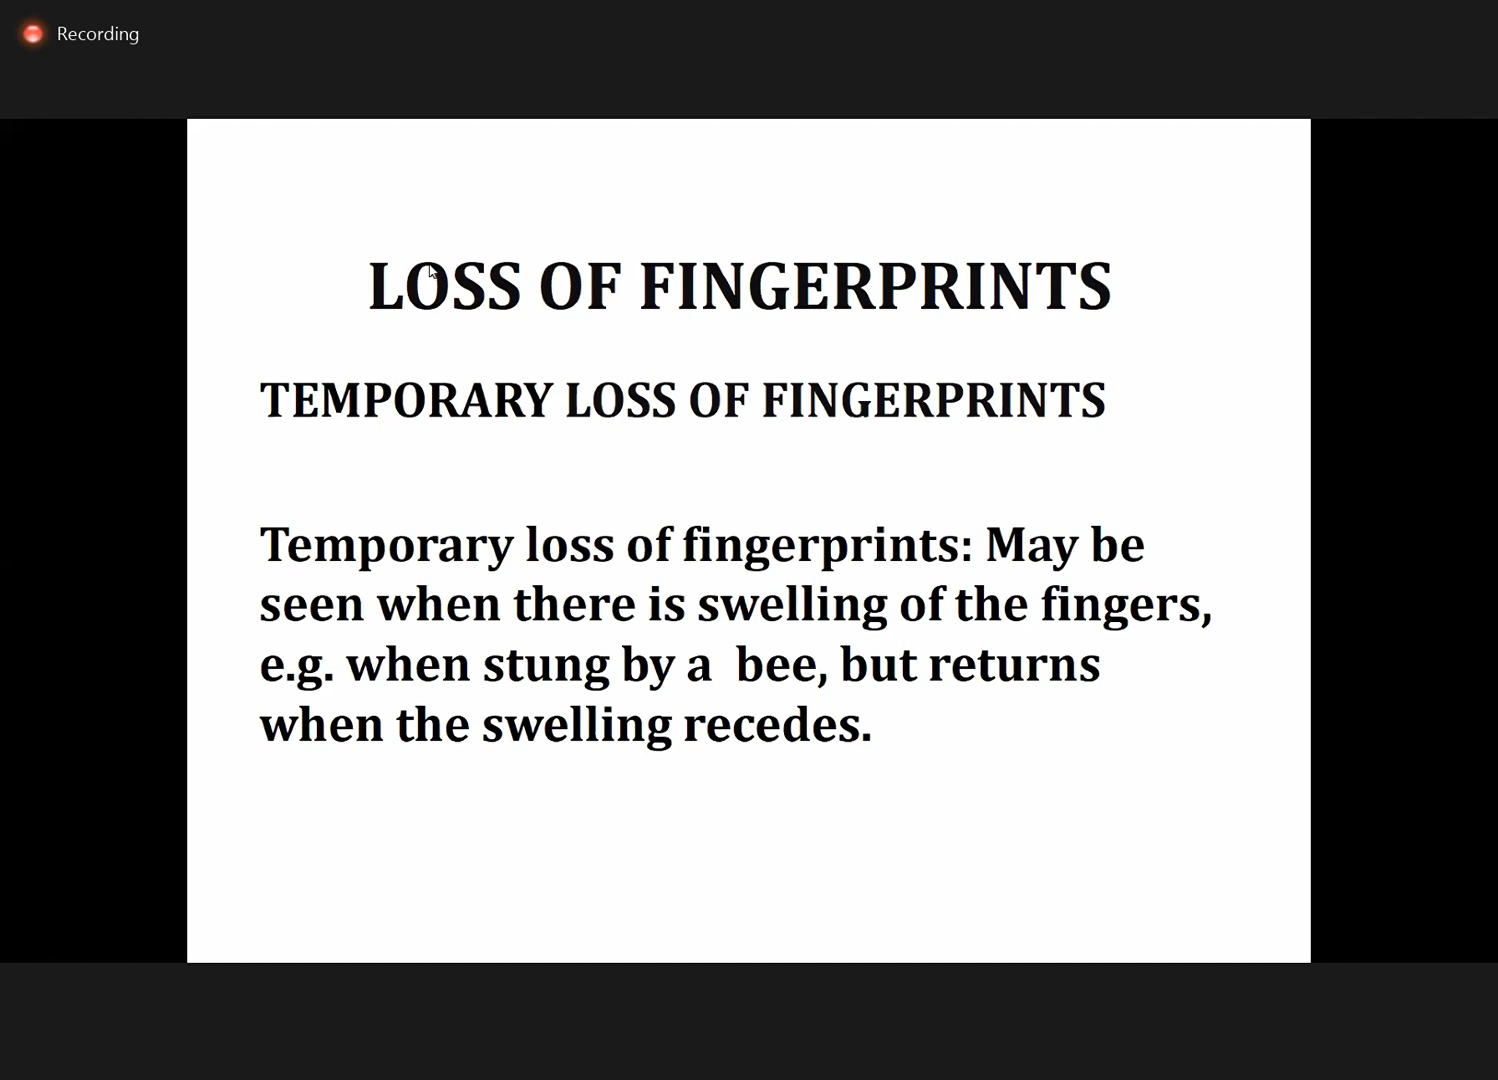 Recording
LOSS OF FINGERPRINTS
TEMPORARY LOSS OF FINGERPRINTS
Temporary loss of fingerprints: May be
seen when there is swelling of the fingers,
e.g. when stung by a  bee, but returns
when the swelling recedes.